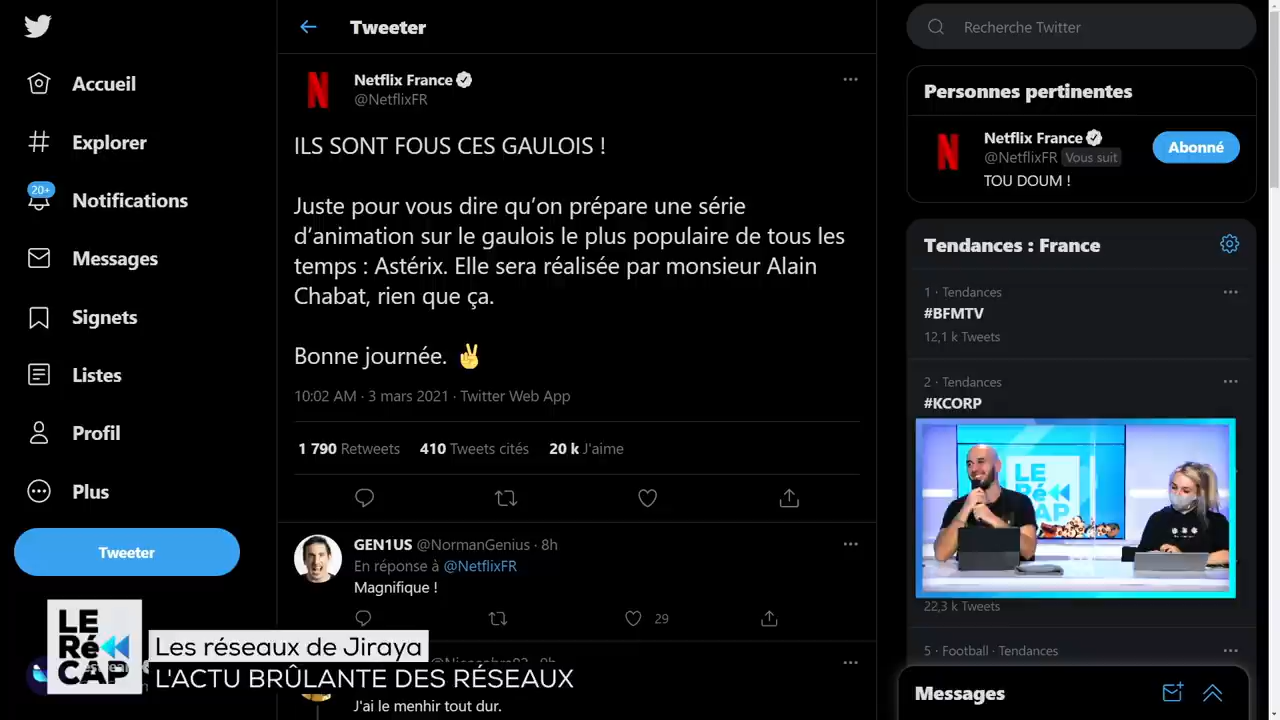 Tweeter
Recherche Twitter
Accueil
Explorer
20+
Notifications
Messages
Signets
Listes
Profil
Plus
Tweeter
Netflix France
@NetflixFR
ILS SONT FOUS CES GAULOIS !
Juste pour vous dire qu’on prépare une série
d’animation sur le gaulois le plus populaire de tous les
temps : Astérix. Elle sera réalisée par monsieur Alain
Chabat, rien que ça.
Bonne journée. ✌
10:02 AM · 3 mars 2021 · Twitter Web App
1 790 Retweets 410 Tweets cités 20 k J'aime
GEN1US @NormanGenius · 8h
En réponse à @NetflixFR
Magnifique !
29
J'ai le menhir tout dur.
Personnes pertinentes
Netflix France
@NetflixFR Vous suit
TOU DOUM !
Abonné
Tendances : France
1 · Tendances
#BFMTV
12,1 k Tweets
2 · Tendances
#KCORP
LE
Ré
CAP
22,3 k Tweets
5 · Football · Tendances
Messages
LE
Ré
CAP
Les réseaux de Jiraya
L'ACTU BRÛLANTE DES RÉSEAUX